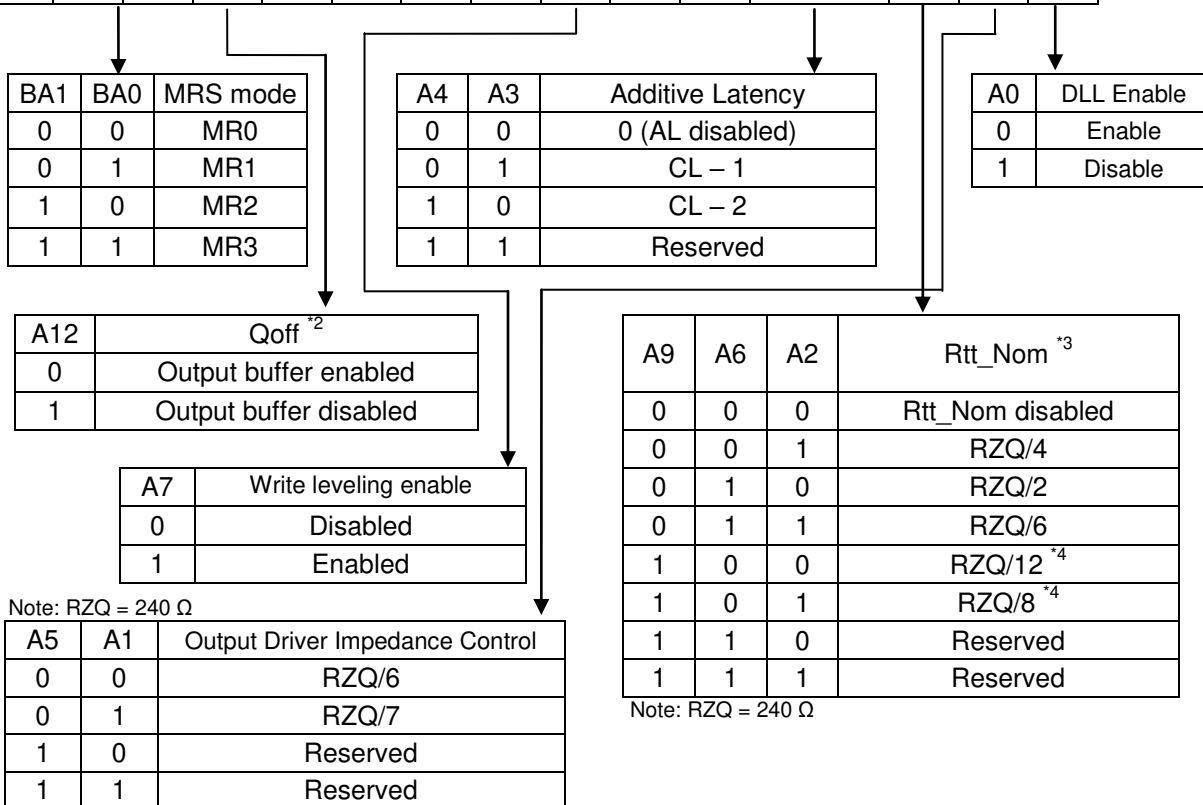 BA1 BA0 MRS mode
0 0 MR0
0 1 MR1
1 0 MR2
1 1 MR3
A4 A3 Additive Latency
0 0 0 (AL disabled)
0 1 CL – 1
1 0 CL – 2
1 1 Reserved
A0 DLL Enable
0 Enable
1 Disable
A12 Qoff *2
0 Output buffer enabled
1 Output buffer disabled
A7 Write leveling enable
0 Disabled
1 Enabled
A9 A6 A2 Rtt_Nom *3
0 0 0 Rtt_Nom disabled
0 0 1 RZQ/4
0 1 0 RZQ/2
0 1 1 RZQ/6
1 0 0 RZQ/12 *4
1 0 1 RZQ/8 *4
1 1 0 Reserved
1 1 1 Reserved
Note: RZQ = 240 Ω
Note: RZQ = 240 Ω
A5 A1 Output Driver Impedance Control
0 0 RZQ/6
0 1 RZQ/7
1 0 Reserved
1 1 Reserved